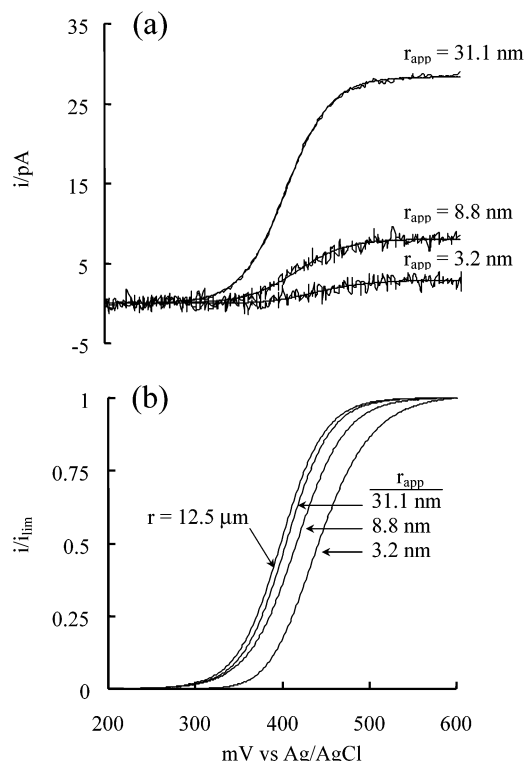 (a)
35
25
15
5
-5
i/pA
r_app = 31.1 nm
r_app = 8.8 nm
r_app = 3.2 nm
(b)
1
0.75
0.5
0.25
0
i/i_lim
r = 12.5 µm
r_app
31.1 nm
8.8 nm
3.2 nm
200 300 400 500 600
mV vs Ag/AgCl